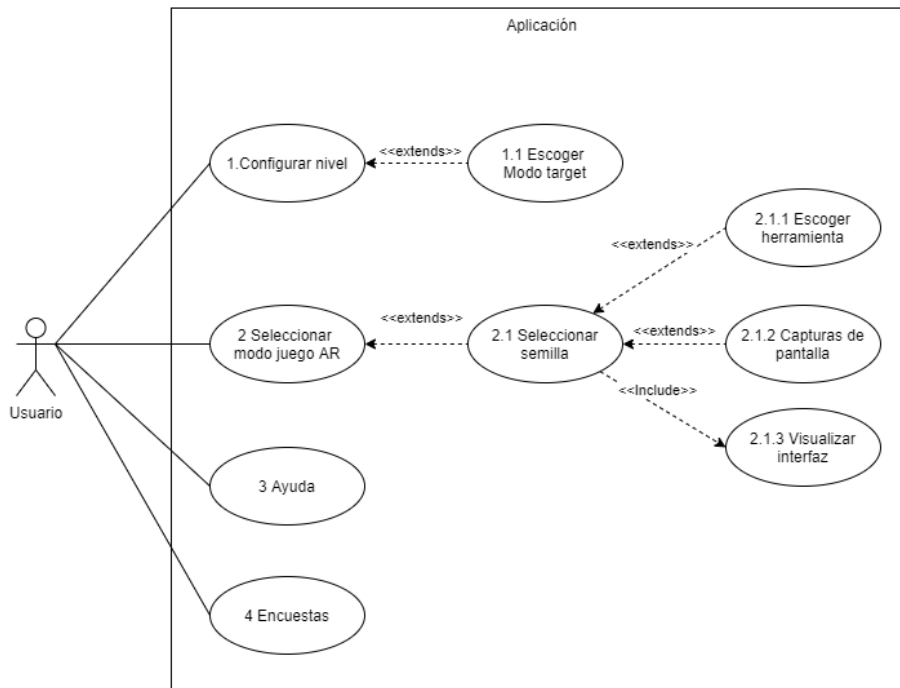 Aplicación
1.Configurar nivel
<<extends>>
1.1 Escoger
Modo target
2.1.1 Escoger
herramienta
<<extends>>
2 Seleccionar
modo juego AR
<<extends>>
2.1 Seleccionar
semilla
<<extends>>
2.1.2 Capturas de
pantalla
<<Include>>
2.1.3 Visualizar
interfaz
Usuario
3 Ayuda
4 Encuestas